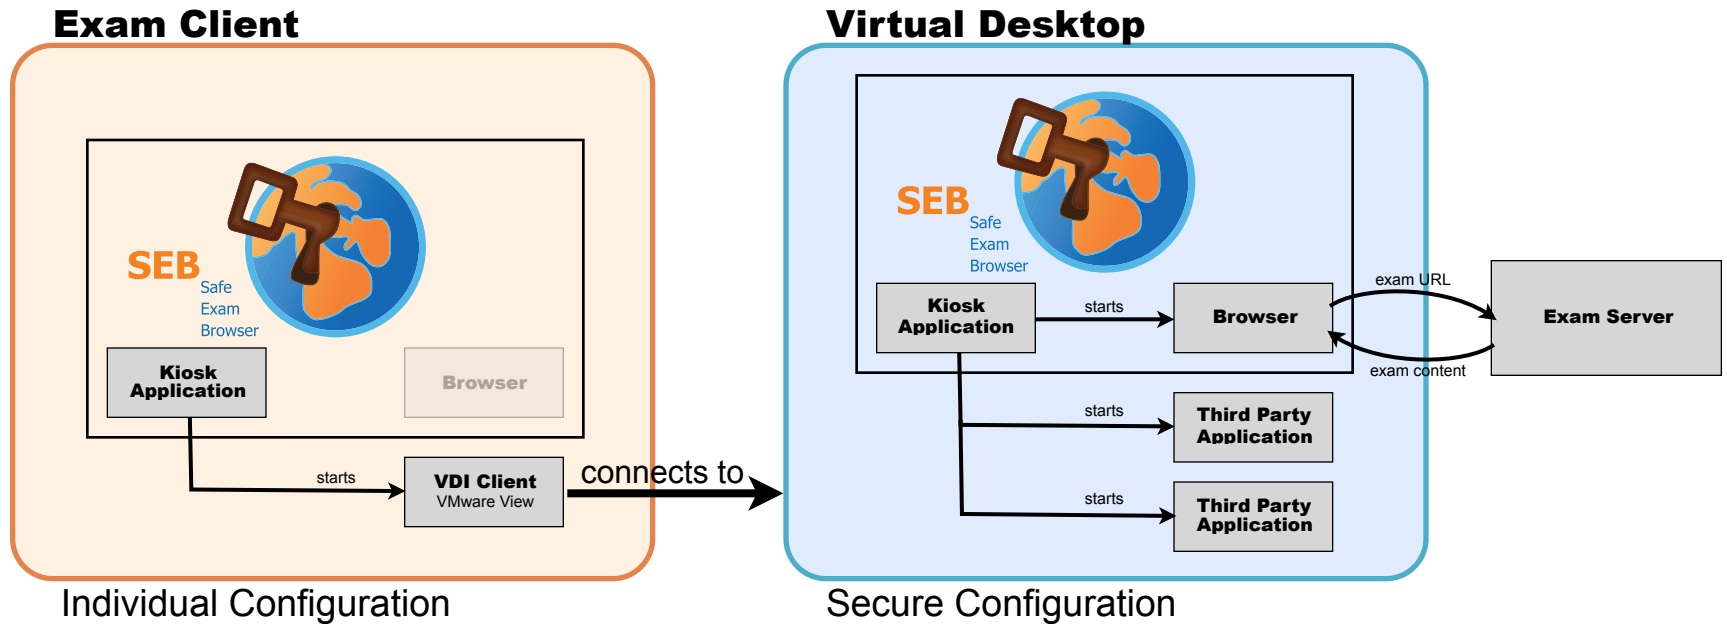 Exam Client
SEB
Safe
Exam
Browser
Kiosk
Application
Browser
starts
VDI Client
VMware View
Individual Configuration
connects to
Virtual Desktop
SEB
Safe
Exam
Browser
Kiosk
Application
starts
Browser
exam URL
exam content
Exam Server
starts
Third Party
Application
starts
Third Party
Application
Secure Configuration